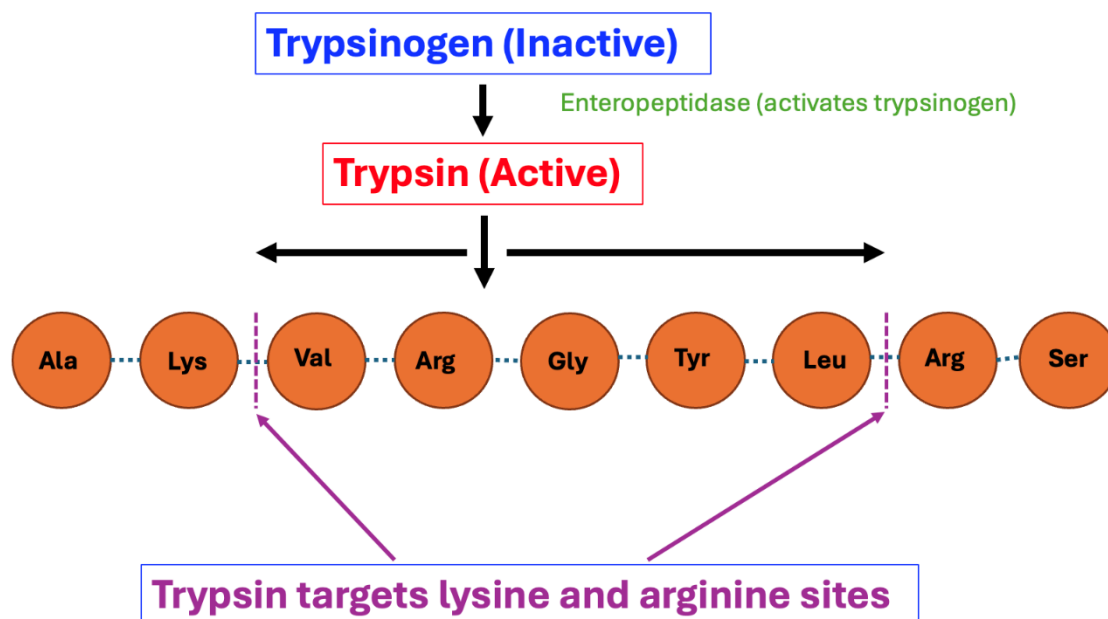 Trypsinogen (Inactive)
Enteropeptidase (activates trypsinogen)
Trypsin (Active)
Ala Lys Val Arg Gly Tyr Leu Arg Ser
Trypsin targets lysine and arginine sites